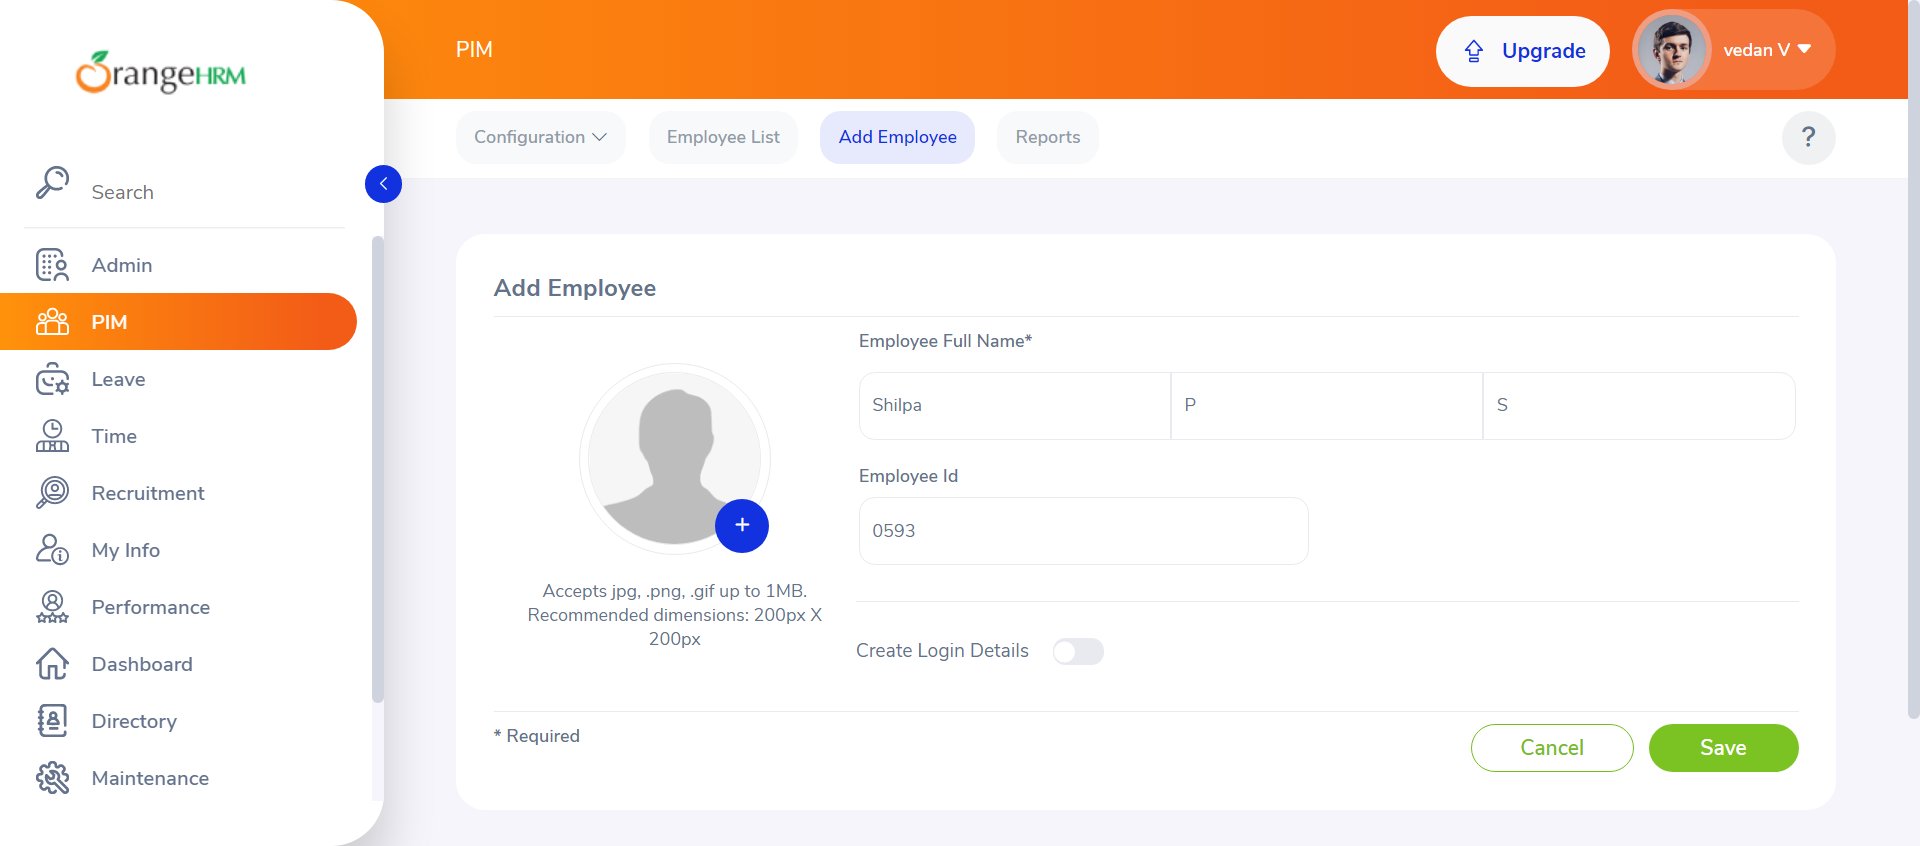 OrangeHRM
Search
Admin
PIM
Leave
Time
Recruitment
My Info
Performance
Dashboard
Directory
Maintenance
PIM
Upgrade
vedan V
Configuration
Employee List
Add Employee
Reports
?
Add Employee
Accepts jpg, .png, .gif up to 1MB.
Recommended dimensions: 200px X
200px
Employee Full Name*
Shilpa
P
S
Employee Id
0593
Create Login Details
* Required
Cancel
Save